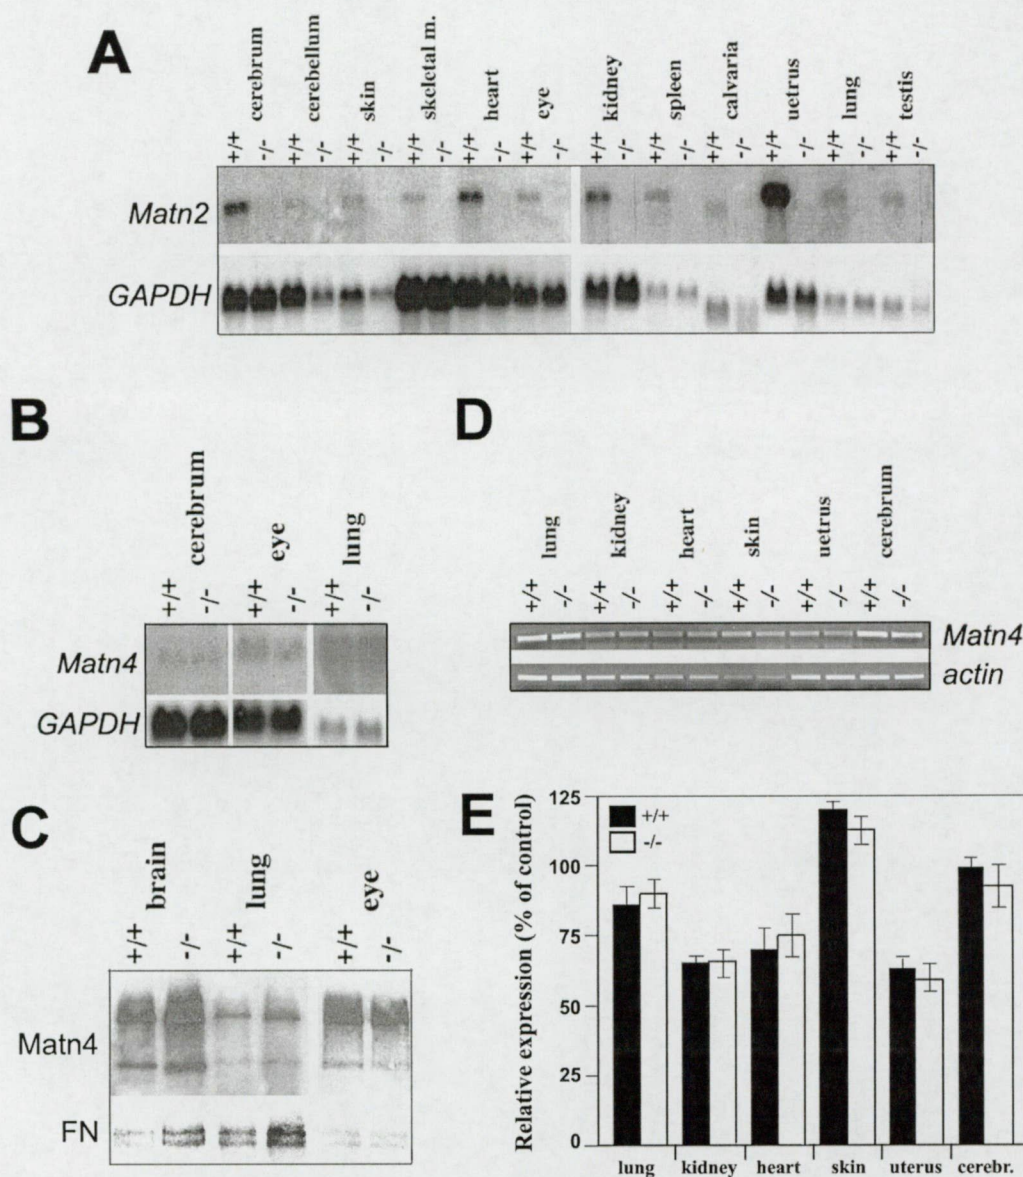 A
cerebrum cerebellum skin skeletal m. heart eye kidney spleen calvaria uetrus lung testis
+/+ -/- +/+ -/- +/+ -/- +/+ -/- +/+ -/- +/+ -/- +/+ -/- +/+ -/- +/+ -/- +/+ -/- +/+ -/- +/+ -/-
Matn2
GAPDH
B
cerebrum eye lung
+/+ -/- +/+ -/- +/+ -/-
Matn4
GAPDH
D
lung kidney heart skin uetrus cerebrum
+/+ -/- +/+ -/- +/+ -/- +/+ -/- +/+ -/- +/+ -/-
Matn4
actin
C
brain lung eye
+/+ -/- +/+ -/- +/+ -/-
Matn4
FN
E
Relative expression (% of control)
125
100
75
50
25
0
+/+
-/-
lung kidney heart skin uterus cerebr.